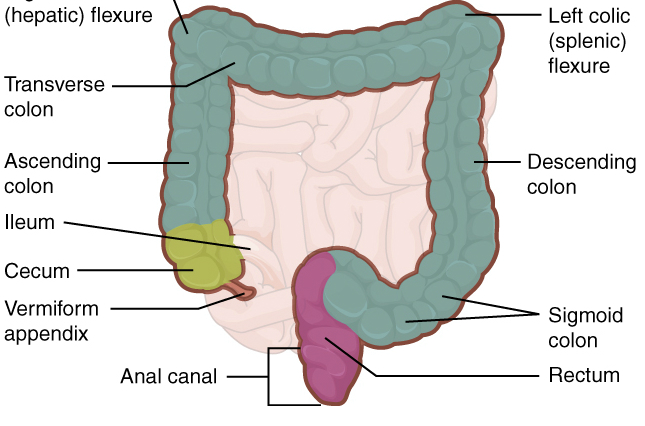 (hepatic) flexure
Left colic
(splenic)
flexure
Transverse
colon
Ascending
colon
Descending
colon
Ileum
Cecum
Vermiform
appendix
Sigmoid
colon
Anal canal
Rectum